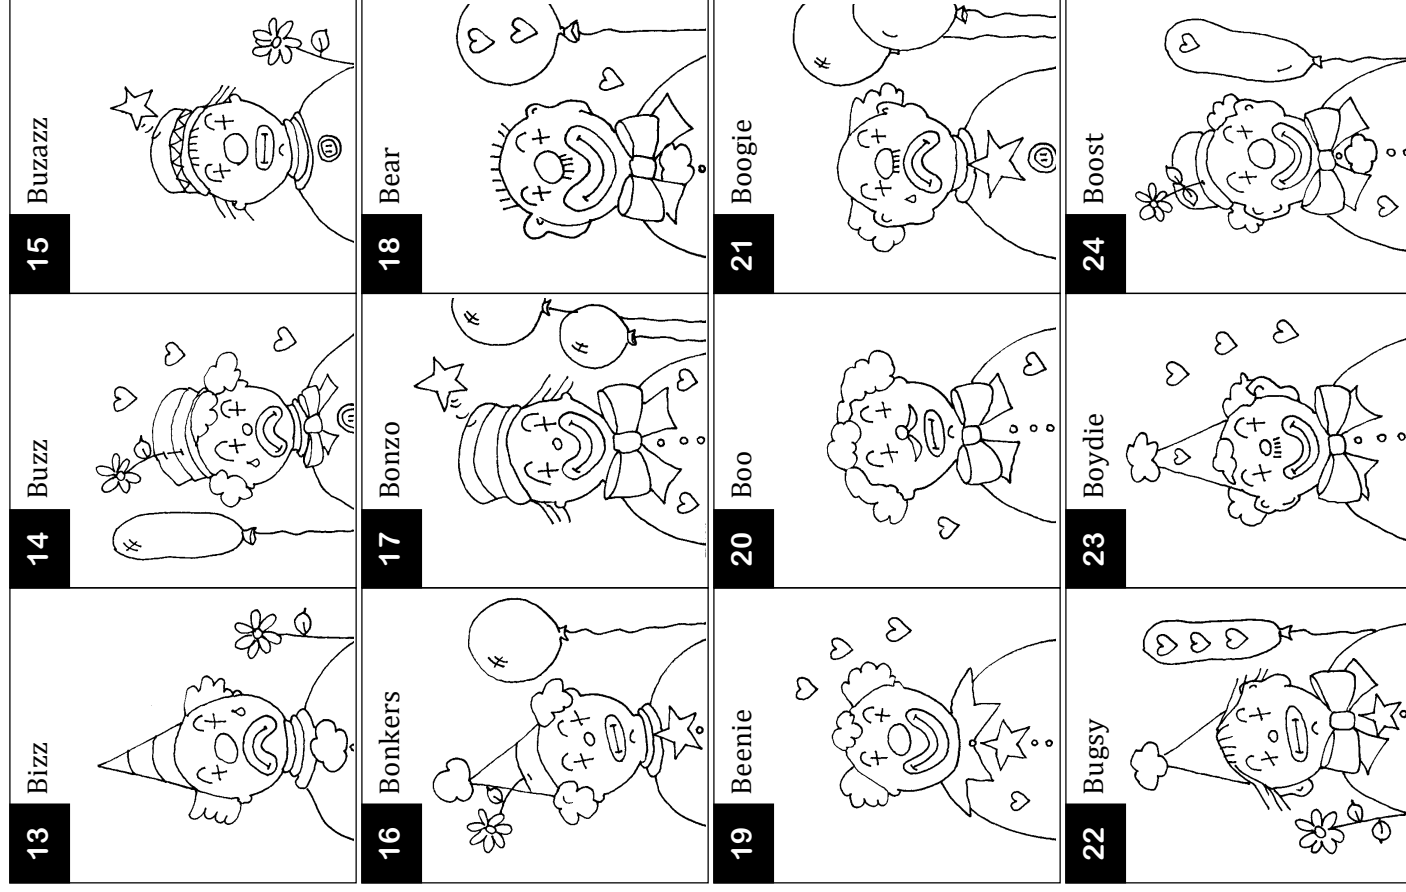 13 Bizz
14 Buzz
15 Buzazz
16 Bonkers
17 Bonzo
18 Bear
19 Beenie
20 Boo
21 Boogie
22 Bugsy
23 Boydie
24 Boost